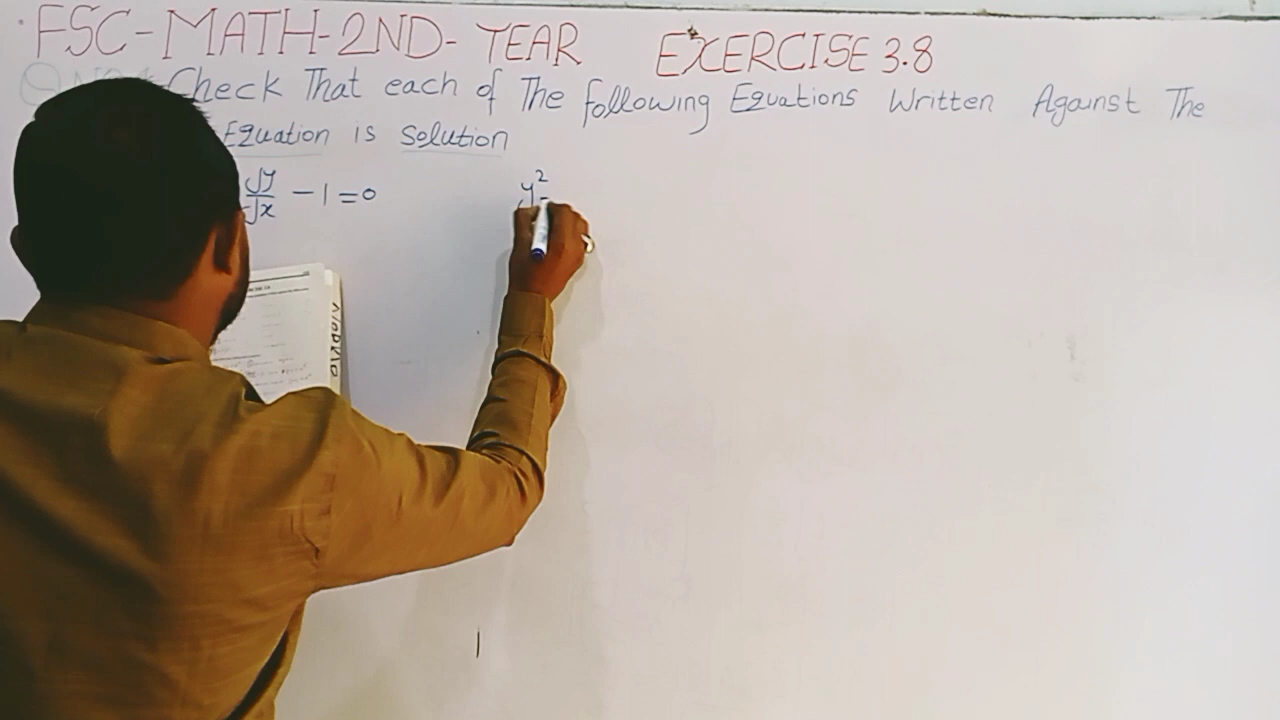 FSC-MATH-2ND-YEAR EXERCISE 3.8
Check That each of The following Equations Written Against The
Equation is Solution
dy/dx - 1 = 0 y²